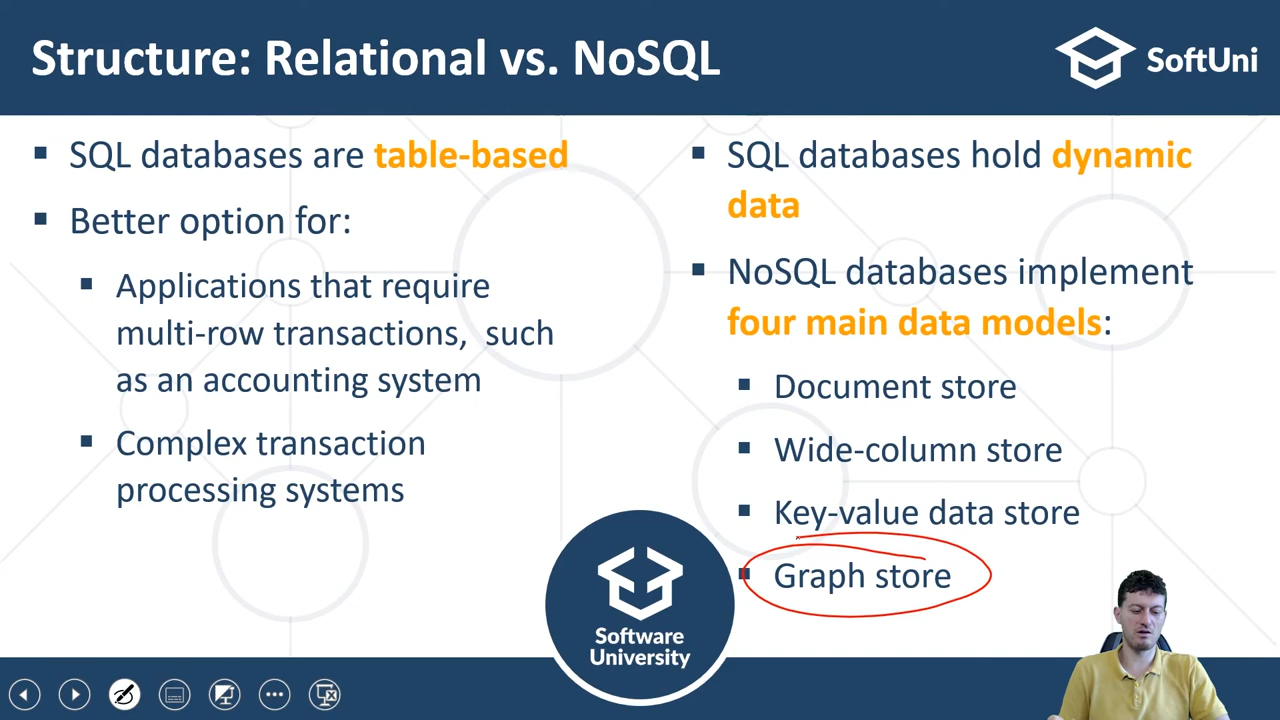 Structure: Relational vs. NoSQL
SoftUni
SQL databases are table-based
Better option for:
Applications that require
multi-row transactions, such
as an accounting system
Complex transaction
processing systems
SQL databases hold dynamic
data
NoSQL databases implement
four main data models:
Document store
Wide-column store
Key-value data store
Graph store
Software
University